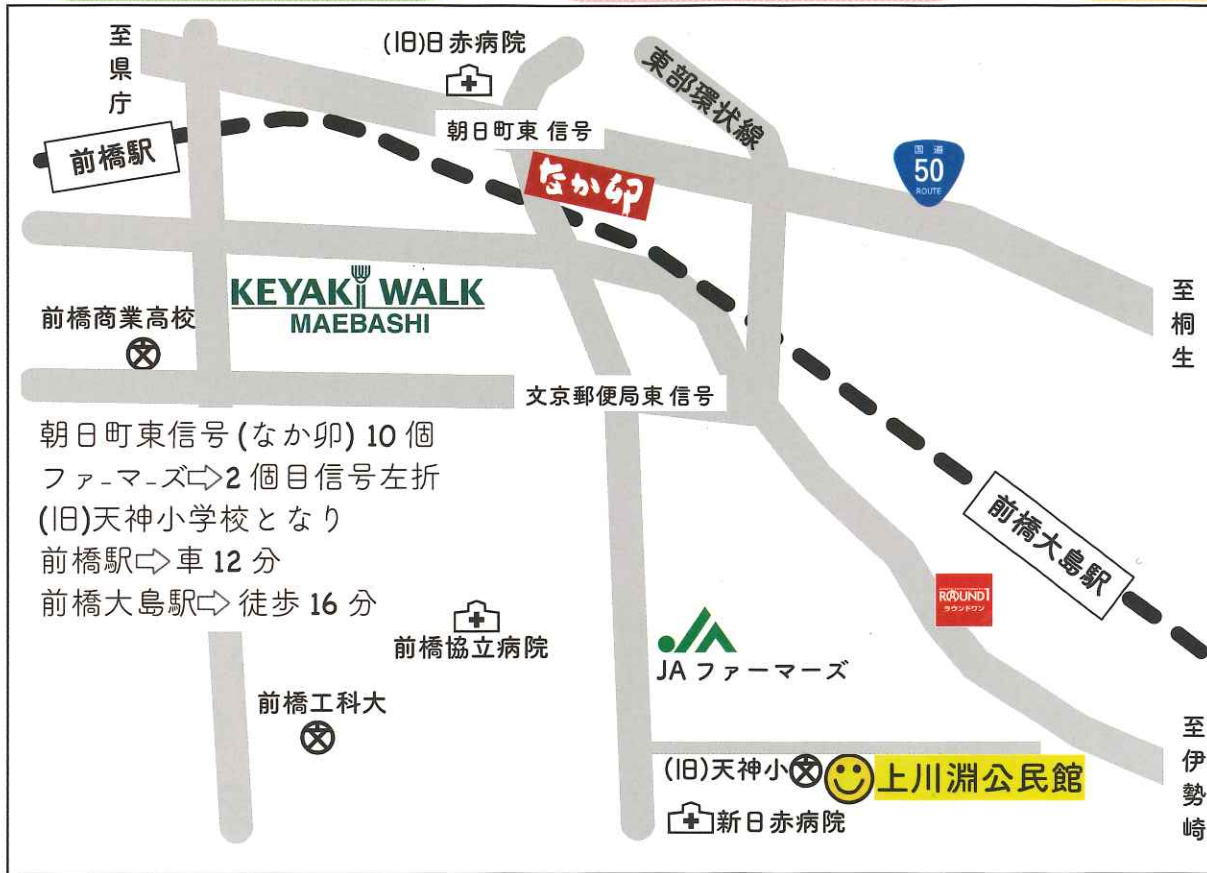 至県庁
(旧)日赤病院
東部環状線
朝日町東 信号
前橋駅
なか卯
国道
50
ROUTE
KEYAKI WALK
MAEBASHI
至桐生
前橋商業高校
文
文京郵便局東 信号
朝日町東信号(なか卯) 10個
ファ-マ-ズ⇨2個目信号左折
(旧)天神小学校となり
前橋駅⇨車12分
前橋大島駅⇨徒歩16分
前橋大島駅
ROUND1
ラウンドワン
前橋協立病院
JA
JAファーマーズ
前橋工科大
文
至伊勢崎
(旧)天神小文
上川淵公民館
新日赤病院